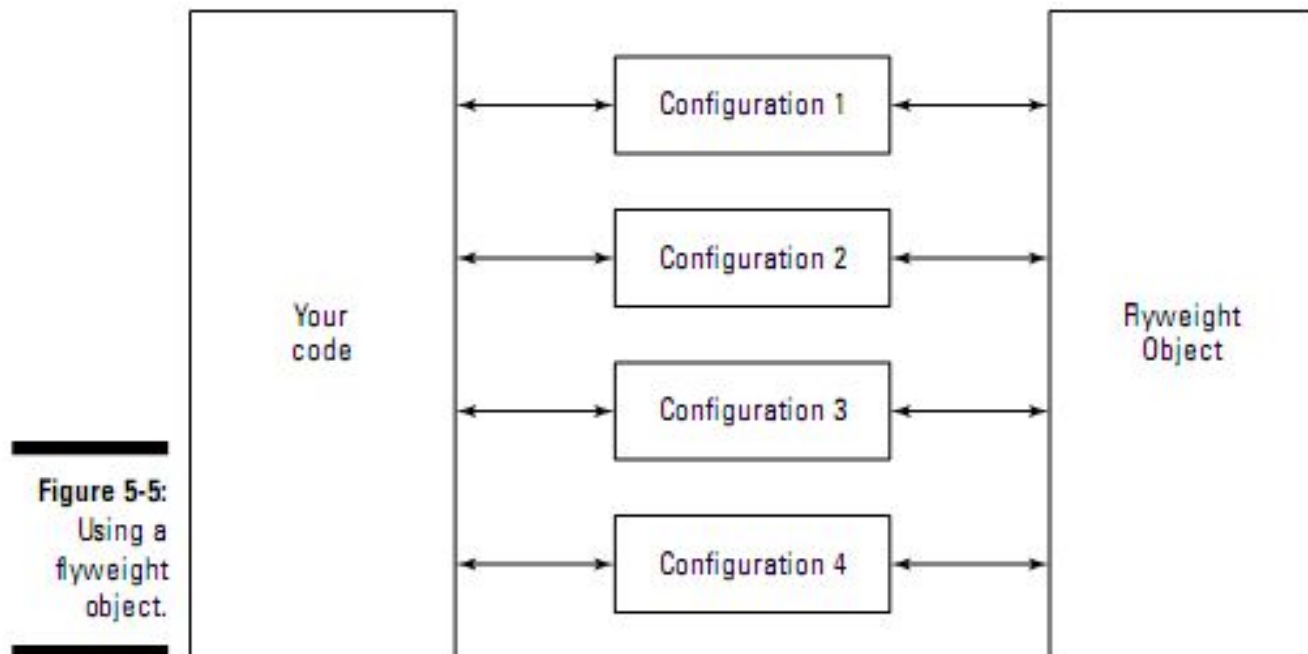 Configuration 1
Configuration 2
Your
code
Flyweight
Object
Configuration 3
Figure 5-5:
Using a
flyweight
object.
Configuration 4